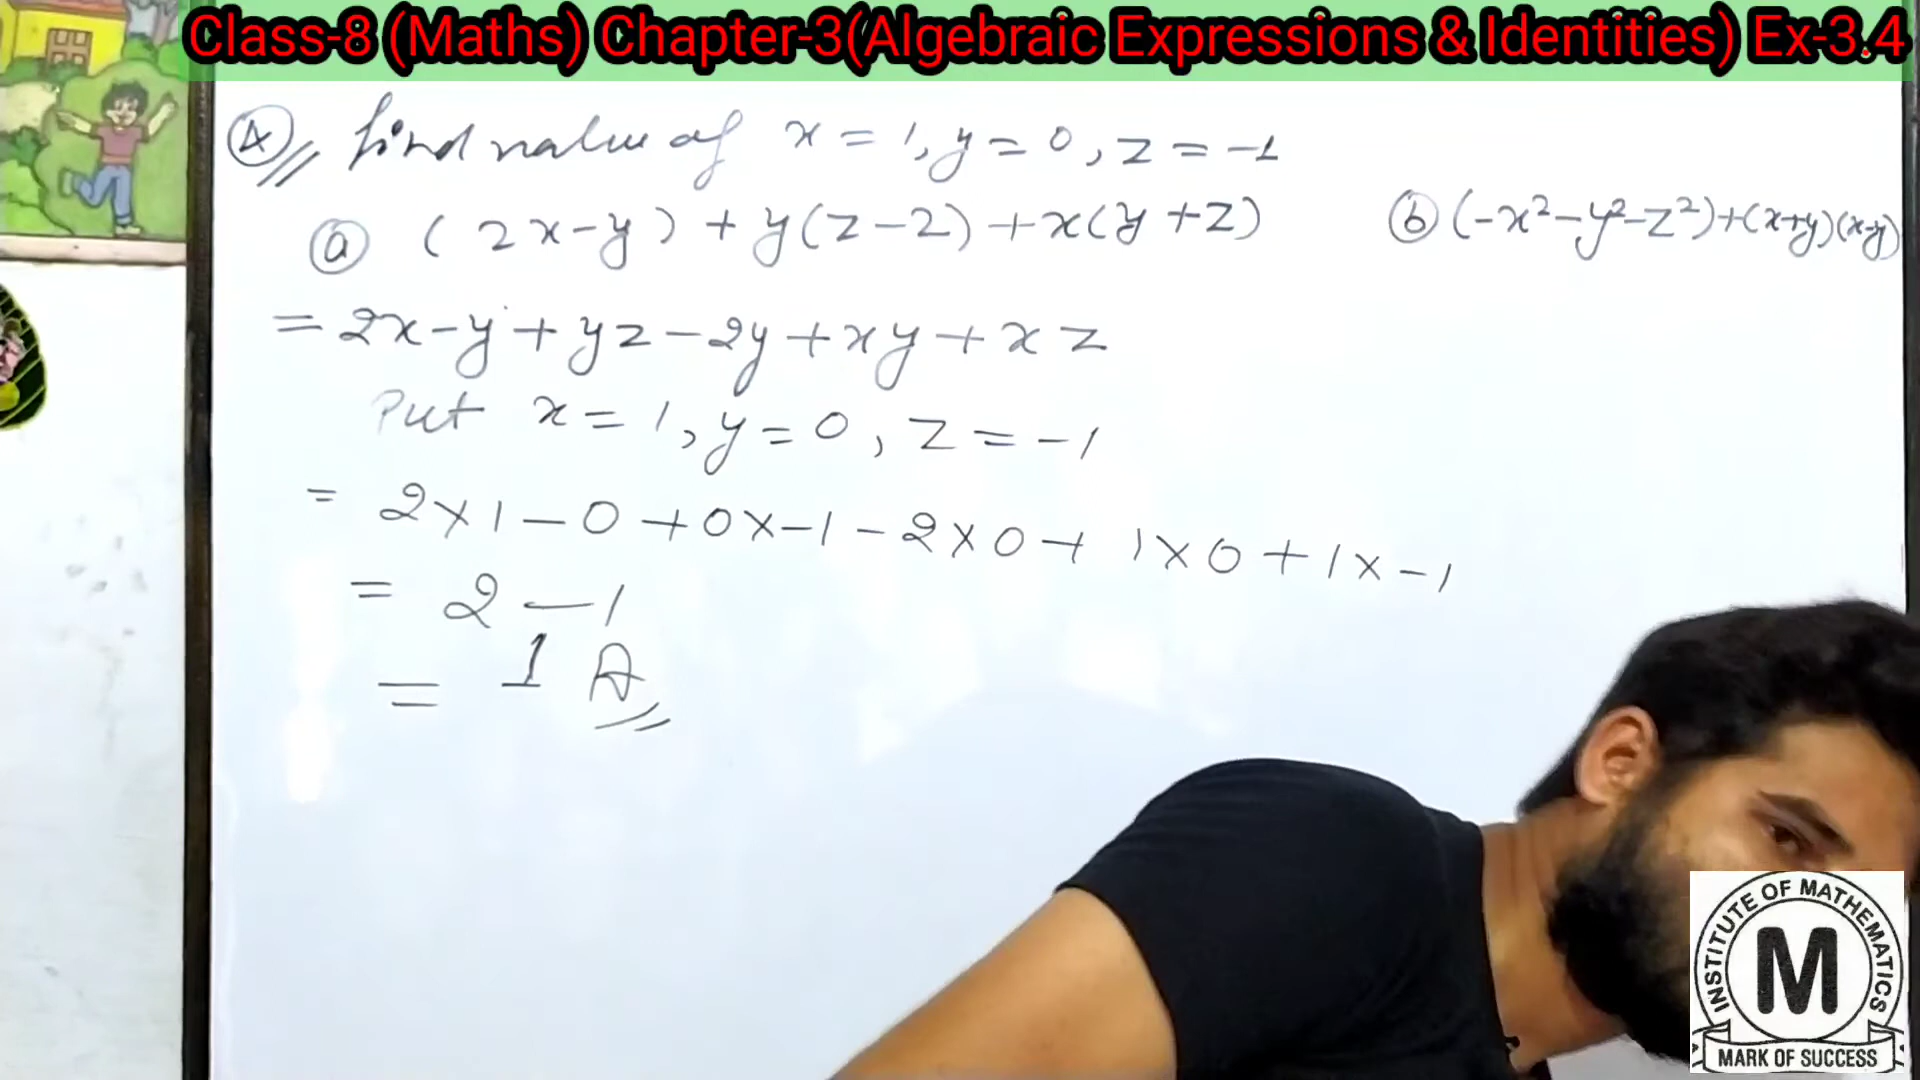 Class-8 (Maths) Chapter-3(Algebraic Expressions & Identities) Ex-3.4
4 find value of x = 1, y = 0, z = -1
a (2x-y) + y(z-2) + x(y+z)
b (-x²-y²-z²)+(x+y)(x-y)
= 2x-y+yz-2y+xy+xz
Put x = 1, y = 0, z = -1
= 2×1-0+0×-1-2×0+1×0+1×-1
= 2-1
= 1 A
INSTITUTE OF MATHEMATICS
M
MARK OF SUCCESS